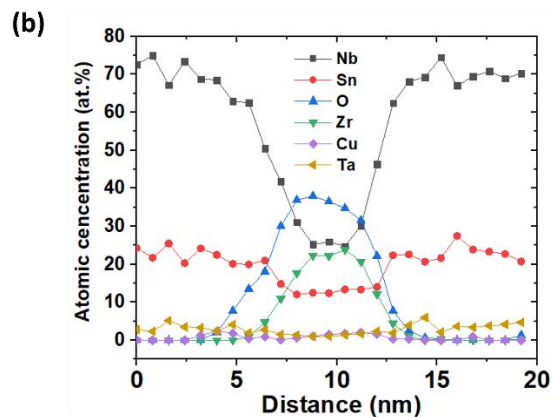 (b)
80
70
60
50
40
30
20
10
0
Atomic concentration (at.%)
Nb
Sn
O
Zr
Cu
Ta
0 5 10 15 20
Distance (nm)